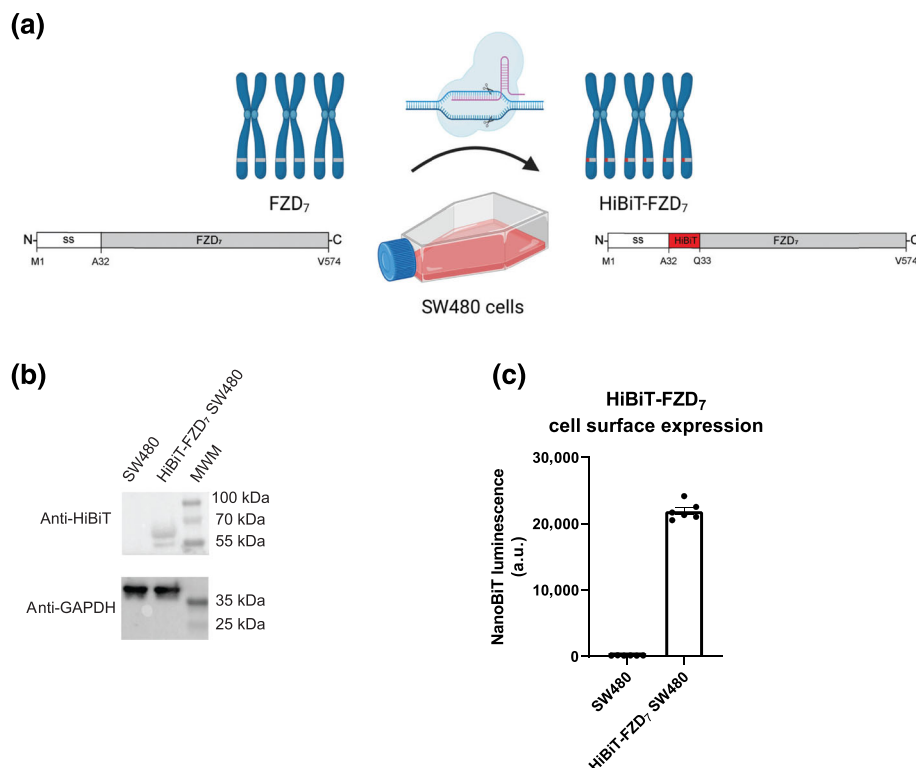 (a)
FZD₇
HiBiT-FZD₇
N- ss FZD₇ -C
M1 A32 V574
N- ss HiBiT FZD₇ -C
M1 A32 Q33 V574
SW480 cells
(b)
SW480
HiBiT-FZD₇ SW480
MWM
Anti-HiBiT
100 kDa
70 kDa
55 kDa
Anti-GAPDH
35 kDa
25 kDa
(c)
HiBiT-FZD₇
cell surface expression
NanoBiT luminescence
(a.u.)
30,000
20,000
10,000
0
SW480
HiBiT-FZD₇ SW480